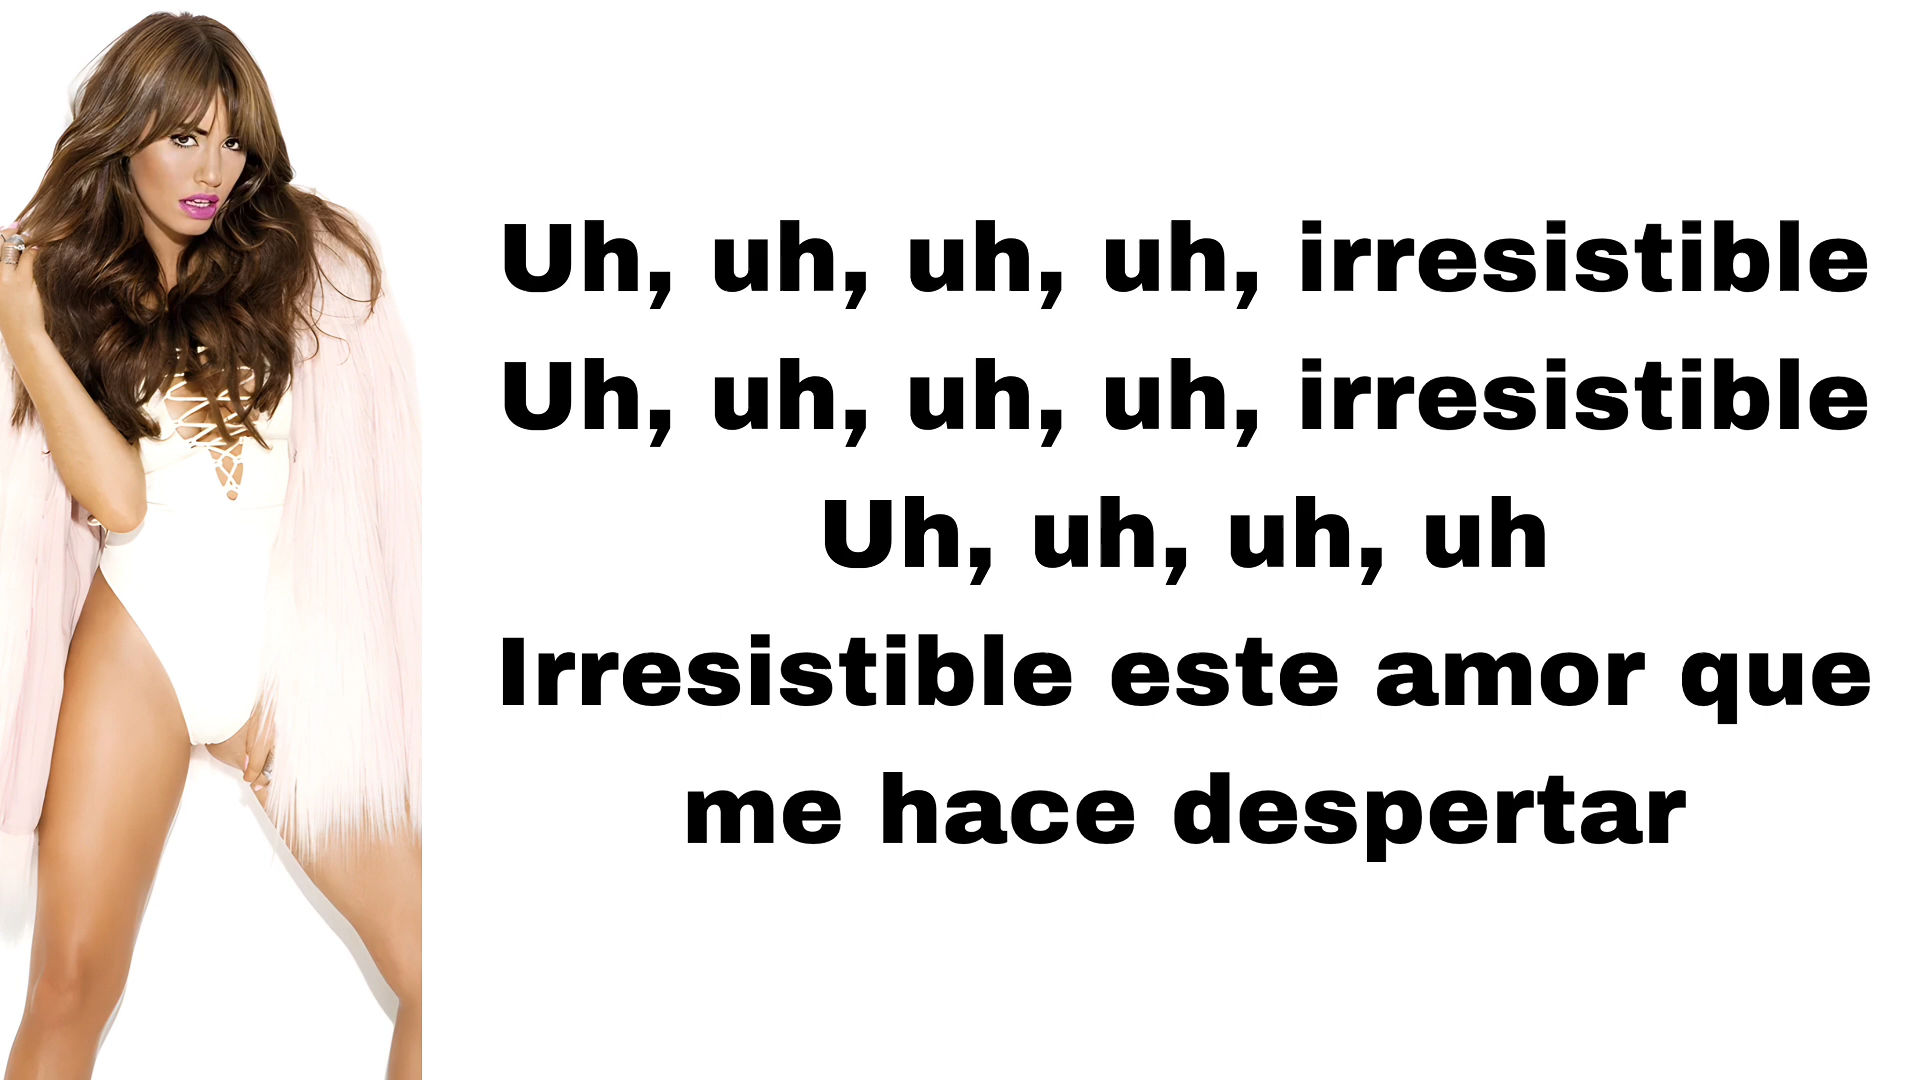 Uh, uh, uh, uh, irresistible
Uh, uh, uh, uh, irresistible
Uh, uh, uh, uh
Irresistible este amor que
me hace despertar